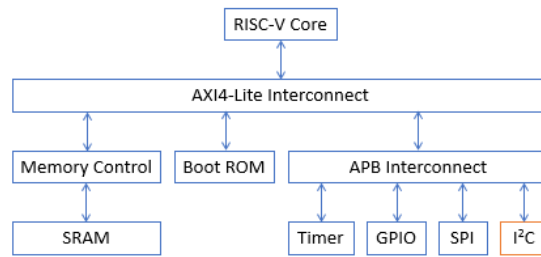 RISC-V Core
AXI4-Lite Interconnect
Memory Control
Boot ROM
APB Interconnect
SRAM
Timer
GPIO
SPI
I²C